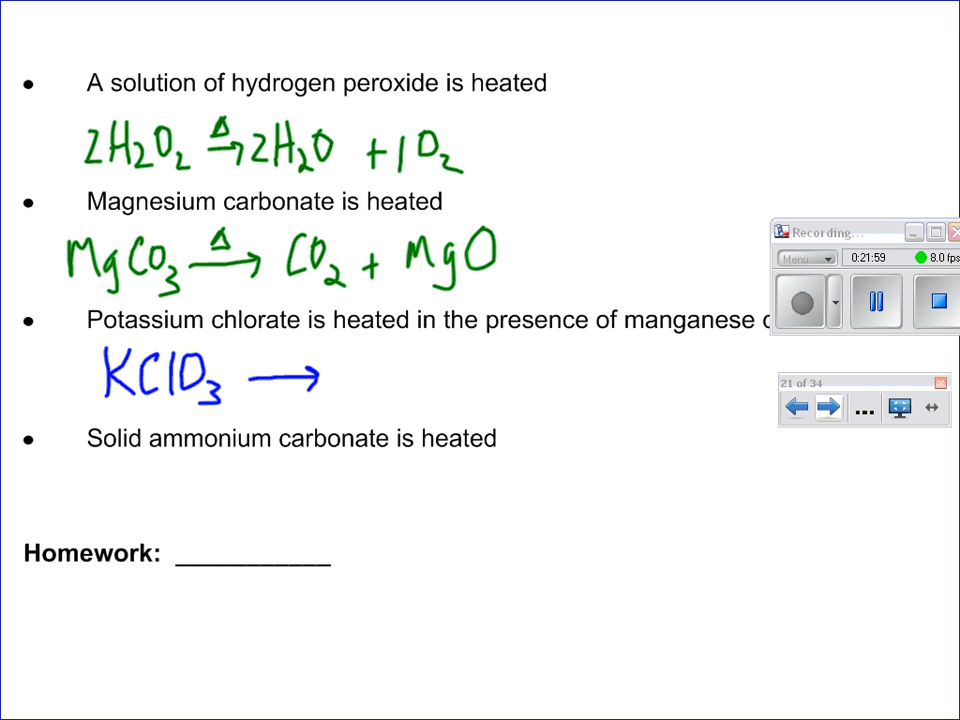 • A solution of hydrogen peroxide is heated
2H₂O₂ →Δ 2H₂O + 1O₂
• Magnesium carbonate is heated
MgCO₃ →Δ CO₂ + MgO
Recording...
Menu 0:21:59 8.0 fps
• Potassium chlorate is heated in the presence of manganese
KClO₃ →
21 of 34
...
• Solid ammonium carbonate is heated
Homework: ___________